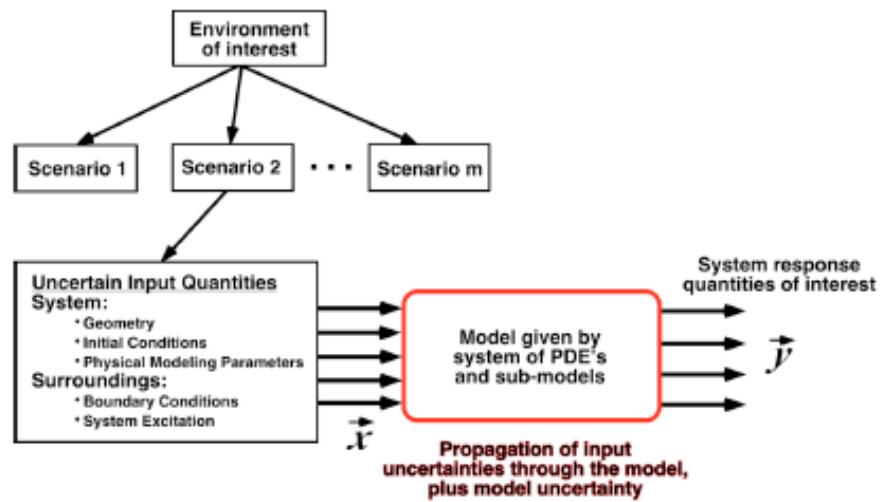 Environment
of interest
Scenario 1
Scenario 2
• • •
Scenario m
Uncertain Input Quantities
System:
• Geometry
• Initial Conditions
• Physical Modeling Parameters
Surroundings:
• Boundary Conditions
• System Excitation
x⃗
Model given by
system of PDE's
and sub-models
Propagation of input
uncertainties through the model,
plus model uncertainty
System response
quantities of interest
y⃗